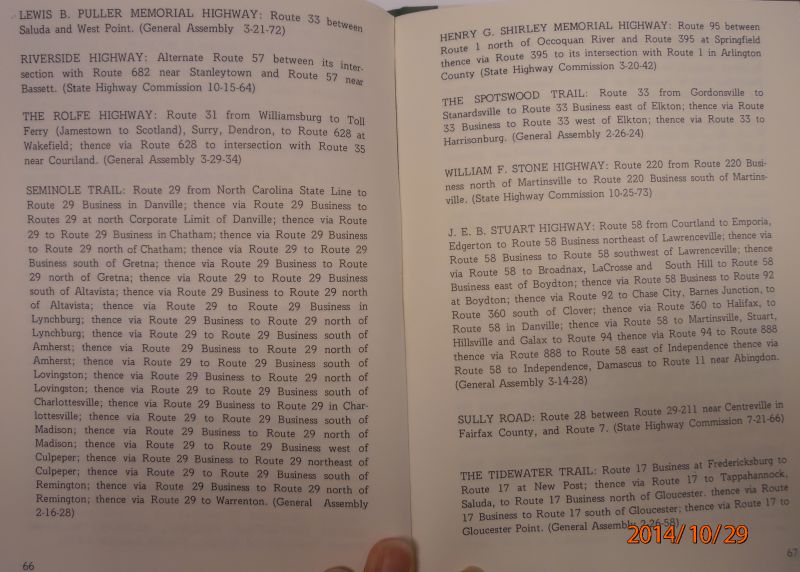 LEWIS B. PULLER MEMORIAL HIGHWAY: Route 33 between
Saluda and West Point. (General Assembly 3-21-72)
RIVERSIDE HIGHWAY: Alternate Route 57 between its inter-
section with Route 682 near Stanleytown and Route 57 near
Bassett. (State Highway Commission 10-15-64)
THE ROLFE HIGHWAY: Route 31 from Williamsburg to Toll
Ferry (Jamestown to Scotland), Surry, Dendron, to Route 628 at
Wakefield; thence via Route 628 to intersection with Route 35
near Courtland. (General Assembly 3-29-34)
SEMINOLE TRAIL: Route 29 from North Carolina State Line to
Route 29 Business in Danville; thence via Route 29 Business to
Routes 29 at north Corporate Limit of Danville; thence via Route
29 to Route 29 Business in Chatham; thence via Route 29 Business
to Route 29 north of Chatham; thence via Route 29 to Route 29
Business south of Gretna; thence via Route 29 Business to Route
29 north of Gretna; thence via Route 29 to Route 29 Business
south of Altavista; thence via Route 29 Business to Route 29 north
of Altavista; thence via Route 29 to Route 29 Business in
Lynchburg; thence via Route 29 Business to Route 29 north of
Lynchburg; thence via Route 29 to Route 29 Business south of
Amherst; thence via Route 29 Business to Route 29 north of
Amherst; thence via Route 29 to Route 29 Business south of
Lovingston; thence via Route 29 Business to Route 29 north of
Lovingston; thence via Route 29 to Route 29 Business south of
Charlottesville; thence via Route 29 Business to Route 29 in Char-
lottesville; thence via Route 29 to Route 29 Business south of
Madison; thence via Route 29 Business to Route 29 north of
Madison; thence via Route 29 to Route 29 Business west of
Culpeper; thence via Route 29 Business to Route 29 northeast of
Culpeper; thence via Route 29 to Route 29 Business south of
Remington; thence via Route 29 Business to Route 29 north of
Remington; thence via Route 29 to Warrenton. (General Assembly
2-16-28)
66
HENRY G. SHIRLEY MEMORIAL HIGHWAY: Route 95 between
Route 1 north of Occoquan River and Route 395 at Springfield
thence via Route 395 to its intersection with Route 1 in Arlington
County (State Highway Commission 3-20-42)
THE SPOTSWOOD TRAIL: Route 33 from Gordonsville to
Stanardsville to Route 33 Business east of Elkton; thence via Route
33 Business to Route 33 west of Elkton; thence via Route 33 to
Harrisonburg. (General Assembly 2-26-24)
WILLIAM F. STONE HIGHWAY: Route 220 from Route 220 Busi-
ness north of Martinsville to Route 220 Business south of Martins-
ville. (State Highway Commission 10-25-73)
J. E. B. STUART HIGHWAY: Route 58 from Courtland to Emporia,
Edgerton to Route 58 Business northeast of Lawrenceville; thence via
Route 58 Business to Route 58 southwest of Lawrenceville; thence
via Route 58 to Broadnax, LaCrosse and South Hill to Route 58
Business east of Boydton; thence via Route 58 Business to Route 92
at Boydton; thence via Route 92 to Chase City, Barnes Junction, to
Route 360 south of Clover; thence via Route 360 to Halifax, to
Route 58 in Danville; thence via Route 58 to Martinsville, Stuart,
Hillsville and Galax to Route 94 thence via Route 94 to Route 888
thence via Route 888 to Route 58 east of Independence thence via
Route 58 to Independence, Damascus to Route 11 near Abingdon.
(General Assembly 3-14-28)
SULLY ROAD: Route 28 between Route 29-211 near Centreville in
Fairfax County, and Route 7. (State Highway Commission 7-21-66)
THE TIDEWATER TRAIL: Route 17 Business at Fredericksburg to
Route 17 at New Post; thence via Route 17 to Tappahannock,
Saluda, to Route 17 Business north of Gloucester. thence via Route
17 Business to Route 17 south of Gloucester; thence via Route 17 to
Gloucester Point. (General Assembly 2-26-58)
2014/10/29
67